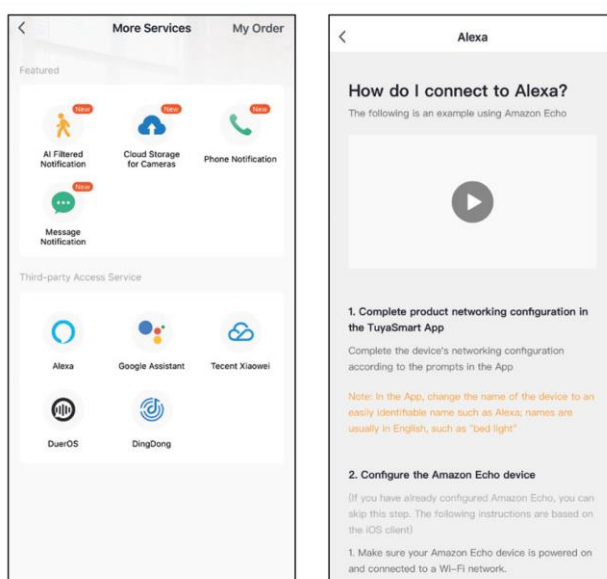 More Services
My Order
Featured
New
New
New
AI Filtered
Notification
Cloud Storage
for Cameras
Phone Notification
New
Message
Notification
Third-party Access Service
Alexa
Google Assistant
Tecent Xiaowei
DuerOS
DingDong
Alexa
How do I connect to Alexa?
The following is an example using Amazon Echo
1. Complete product networking configuration in
the TuyaSmart App
Complete the device's networking configuration
according to the prompts in the App
Note: In the App, change the name of the device to an
easily identifiable name such as Alexa; names are
usually in English, such as "bed light"
2. Configure the Amazon Echo device
(If you have already configured Amazon Echo, you can
skip this step. The following instructions are based on
the iOS client)
1. Make sure your Amazon Echo device is powered on
and connected to a Wi-Fi network.